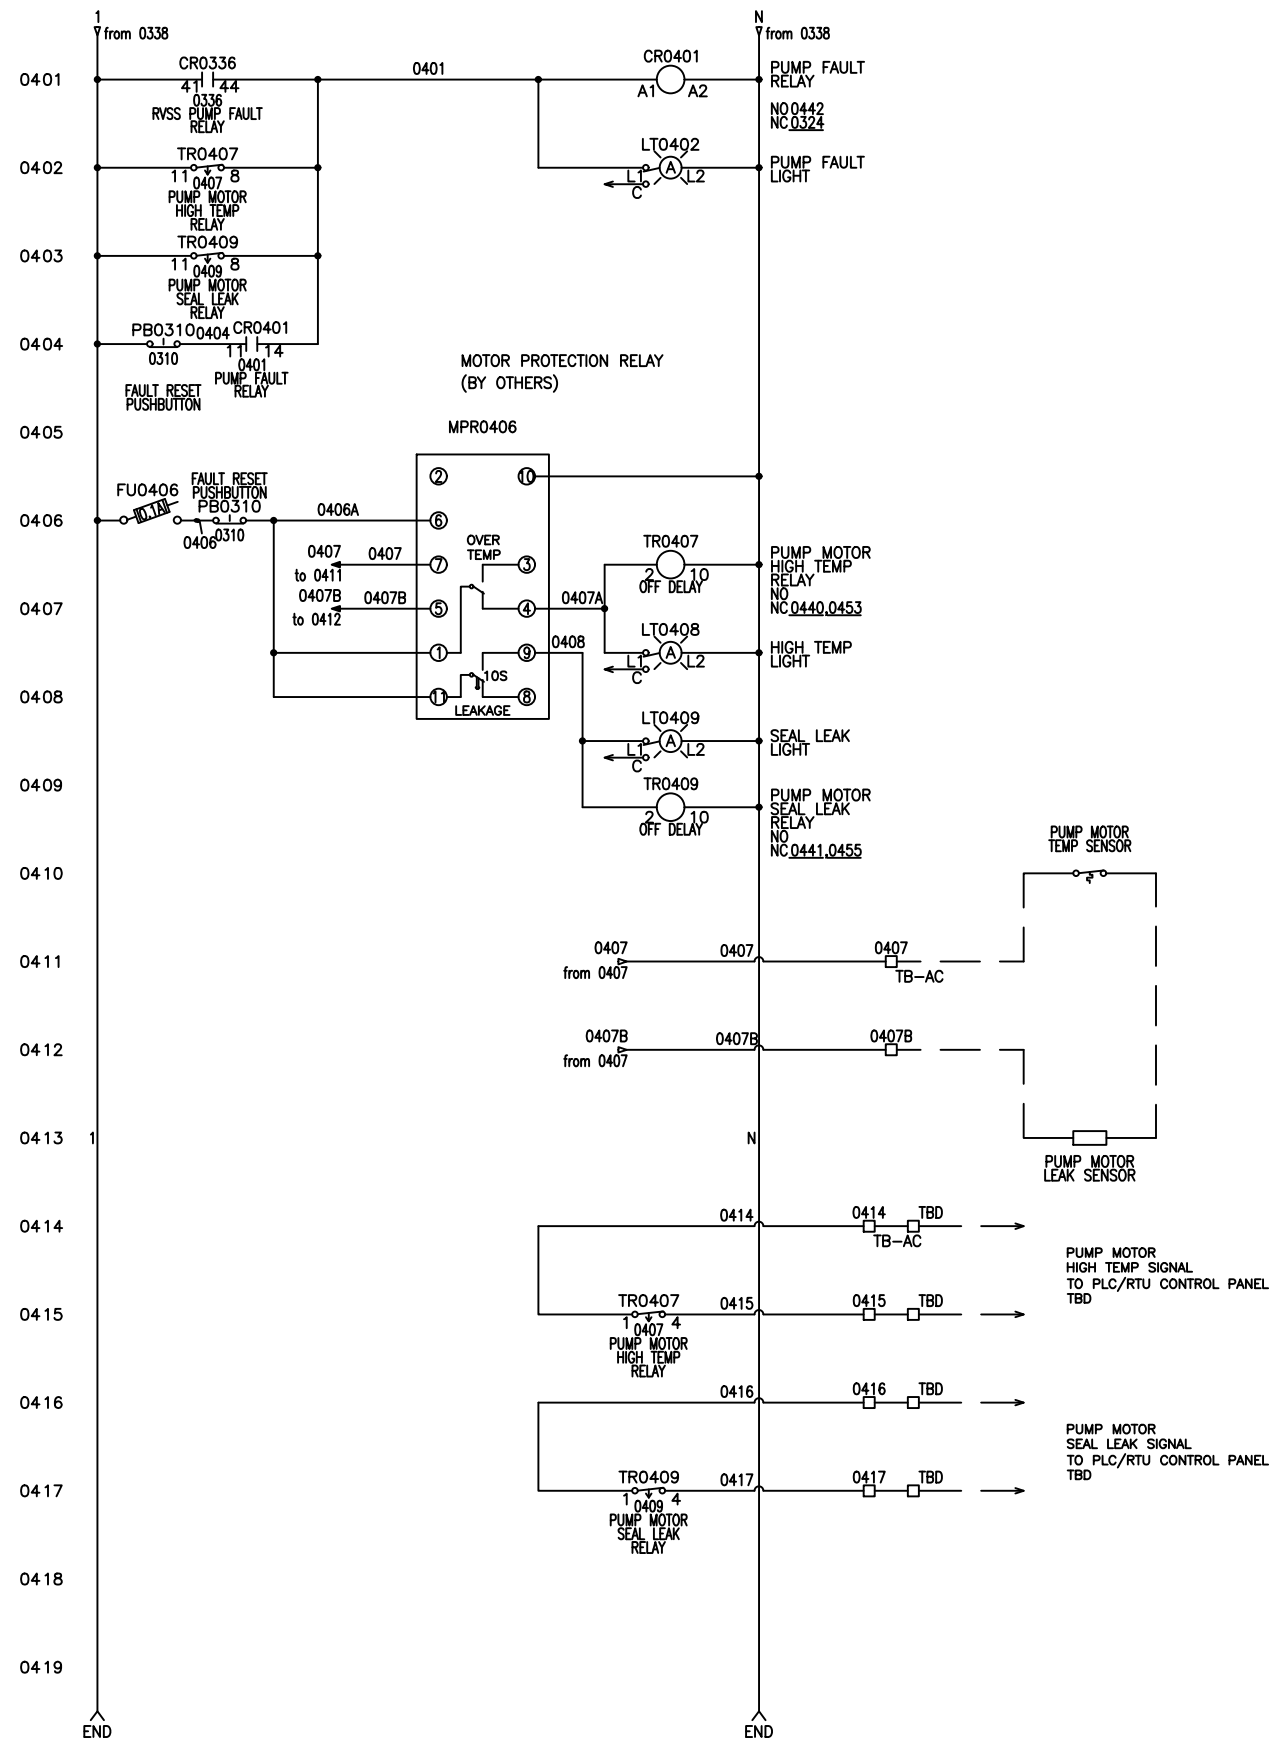 1
from 0338
N
from 0338
0401
CR0336
41 44
0336
RVSS PUMP FAULT
RELAY
0401
CR0401
A1 A2
PUMP FAULT
RELAY
NO 0442
NC 0324
0402
TR0407
11 8
0407
PUMP MOTOR
HIGH TEMP
RELAY
LT0402
L1 A L2
C
PUMP FAULT
LIGHT
0403
TR0409
11 8
0409
PUMP MOTOR
SEAL LEAK
RELAY
0404
PB0310 0404 CR0401
0310
11 14
0401
PUMP FAULT
RELAY
FAULT RESET
PUSHBUTTON
MOTOR PROTECTION RELAY
(BY OTHERS)
0405
MPR0406
2 10
0406
FU0406
0.1A
0406
FAULT RESET
PUSHBUTTON
PB0310
0310
0406A
6
OVER
TEMP
0407 0407 7 3
to 0411
TR0407
2 10
OFF DELAY
PUMP MOTOR
HIGH TEMP
RELAY
NO
NC 0440,0453
0407
0407B 0407B 5 4 0407A
to 0412
1 9 0408
LT0408
L1 A L2
C
HIGH TEMP
LIGHT
0408
11 10S 8
LEAKAGE
LT0409
L1 A L2
C
SEAL LEAK
LIGHT
0409
TR0409
2 10
OFF DELAY
PUMP MOTOR
SEAL LEAK
RELAY
NO
NC 0441,0455
0410
PUMP MOTOR
TEMP SENSOR
0411
0407 0407 0407
from 0407
TB-AC
0412
0407B 0407B 0407B
from 0407
0413 1 N
PUMP MOTOR
LEAK SENSOR
0414
0414 0414 TBD
TB-AC
PUMP MOTOR
HIGH TEMP SIGNAL
TO PLC/RTU CONTROL PANEL
TBD
0415
TR0407 0415 0415 TBD
1 4
0407
PUMP MOTOR
HIGH TEMP
RELAY
0416
0416 0416 TBD
PUMP MOTOR
SEAL LEAK SIGNAL
TO PLC/RTU CONTROL PANEL
TBD
0417
TR0409 0417 0417 TBD
1 4
0409
PUMP MOTOR
SEAL LEAK
RELAY
0418
0419
END END